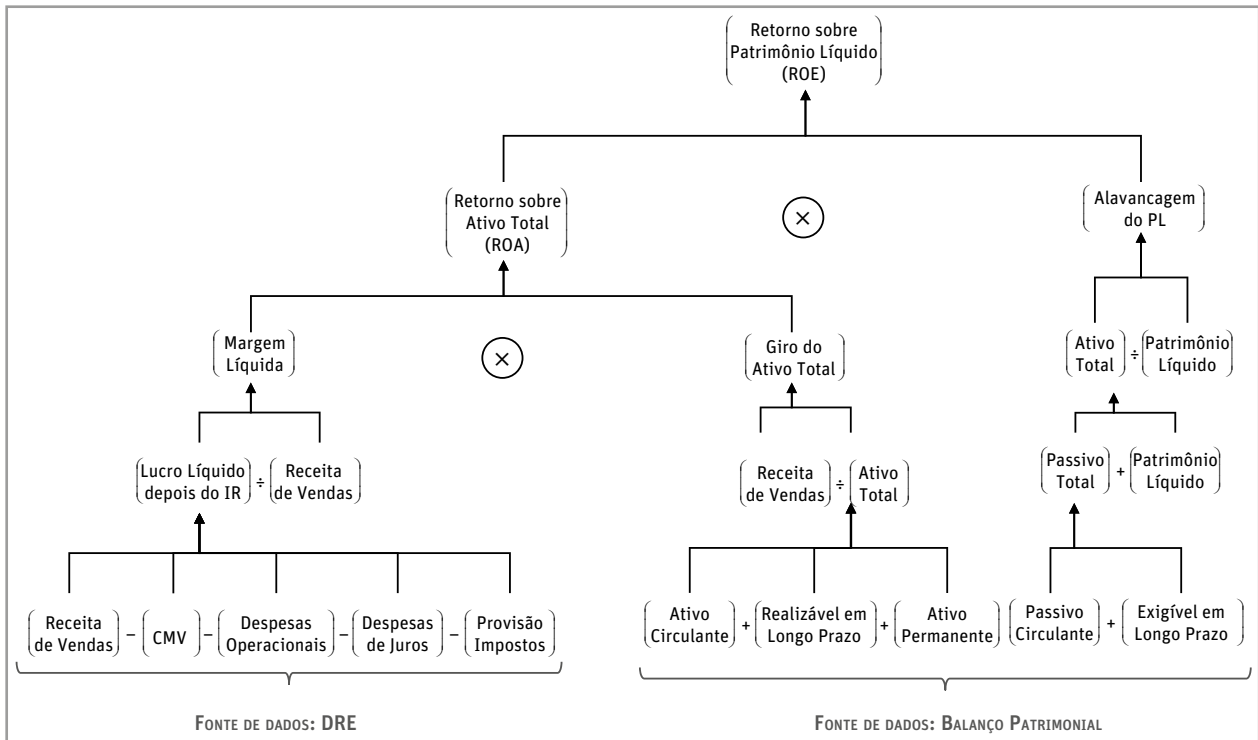 Retorno sobre
Patrimônio Líquido
(ROE)
Retorno sobre
Ativo Total
(ROA)
×
Alavancagem
do PL
Margem
Líquida
×
Giro do
Ativo Total
Ativo
Total
÷
Patrimônio
Líquido
Lucro Líquido
depois do IR
÷
Receita
de Vendas
Receita
de Vendas
÷
Ativo
Total
Passivo
Total
+
Patrimônio
Líquido
Receita
de Vendas
–
CMV
–
Despesas
Operacionais
–
Despesas
de Juros
–
Provisão
Impostos
Ativo
Circulante
+
Realizável em
Longo Prazo
+
Ativo
Permanente
Passivo
Circulante
+
Exigível em
Longo Prazo
FONTE DE DADOS: DRE
FONTE DE DADOS: BALANÇO PATRIMONIAL